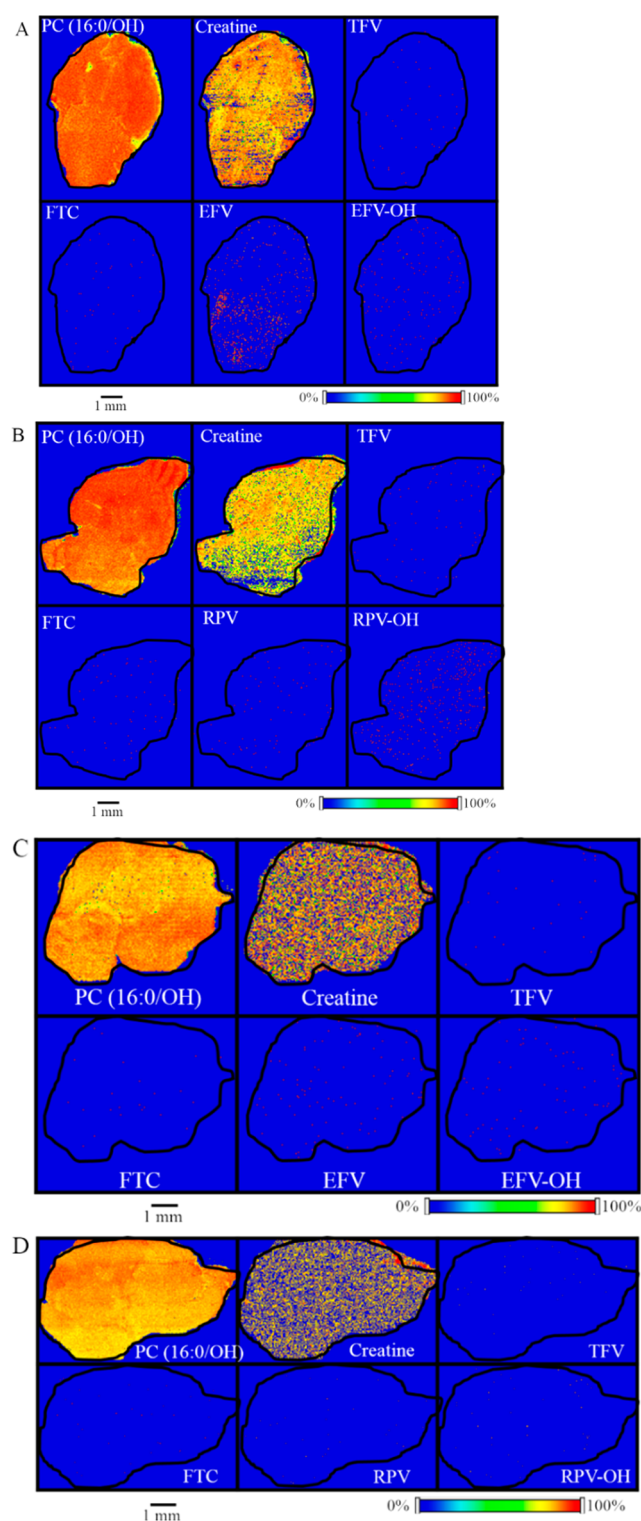 A
PC (16:0/OH) Creatine TFV
FTC EFV EFV-OH
1 mm 0% 100%
B
PC (16:0/OH) Creatine TFV
FTC RPV RPV-OH
1 mm 0% 100%
C
PC (16:0/OH) Creatine TFV
FTC EFV EFV-OH
1 mm 0% 100%
D
PC (16:0/OH) Creatine TFV
FTC RPV RPV-OH
1 mm 0% 100%